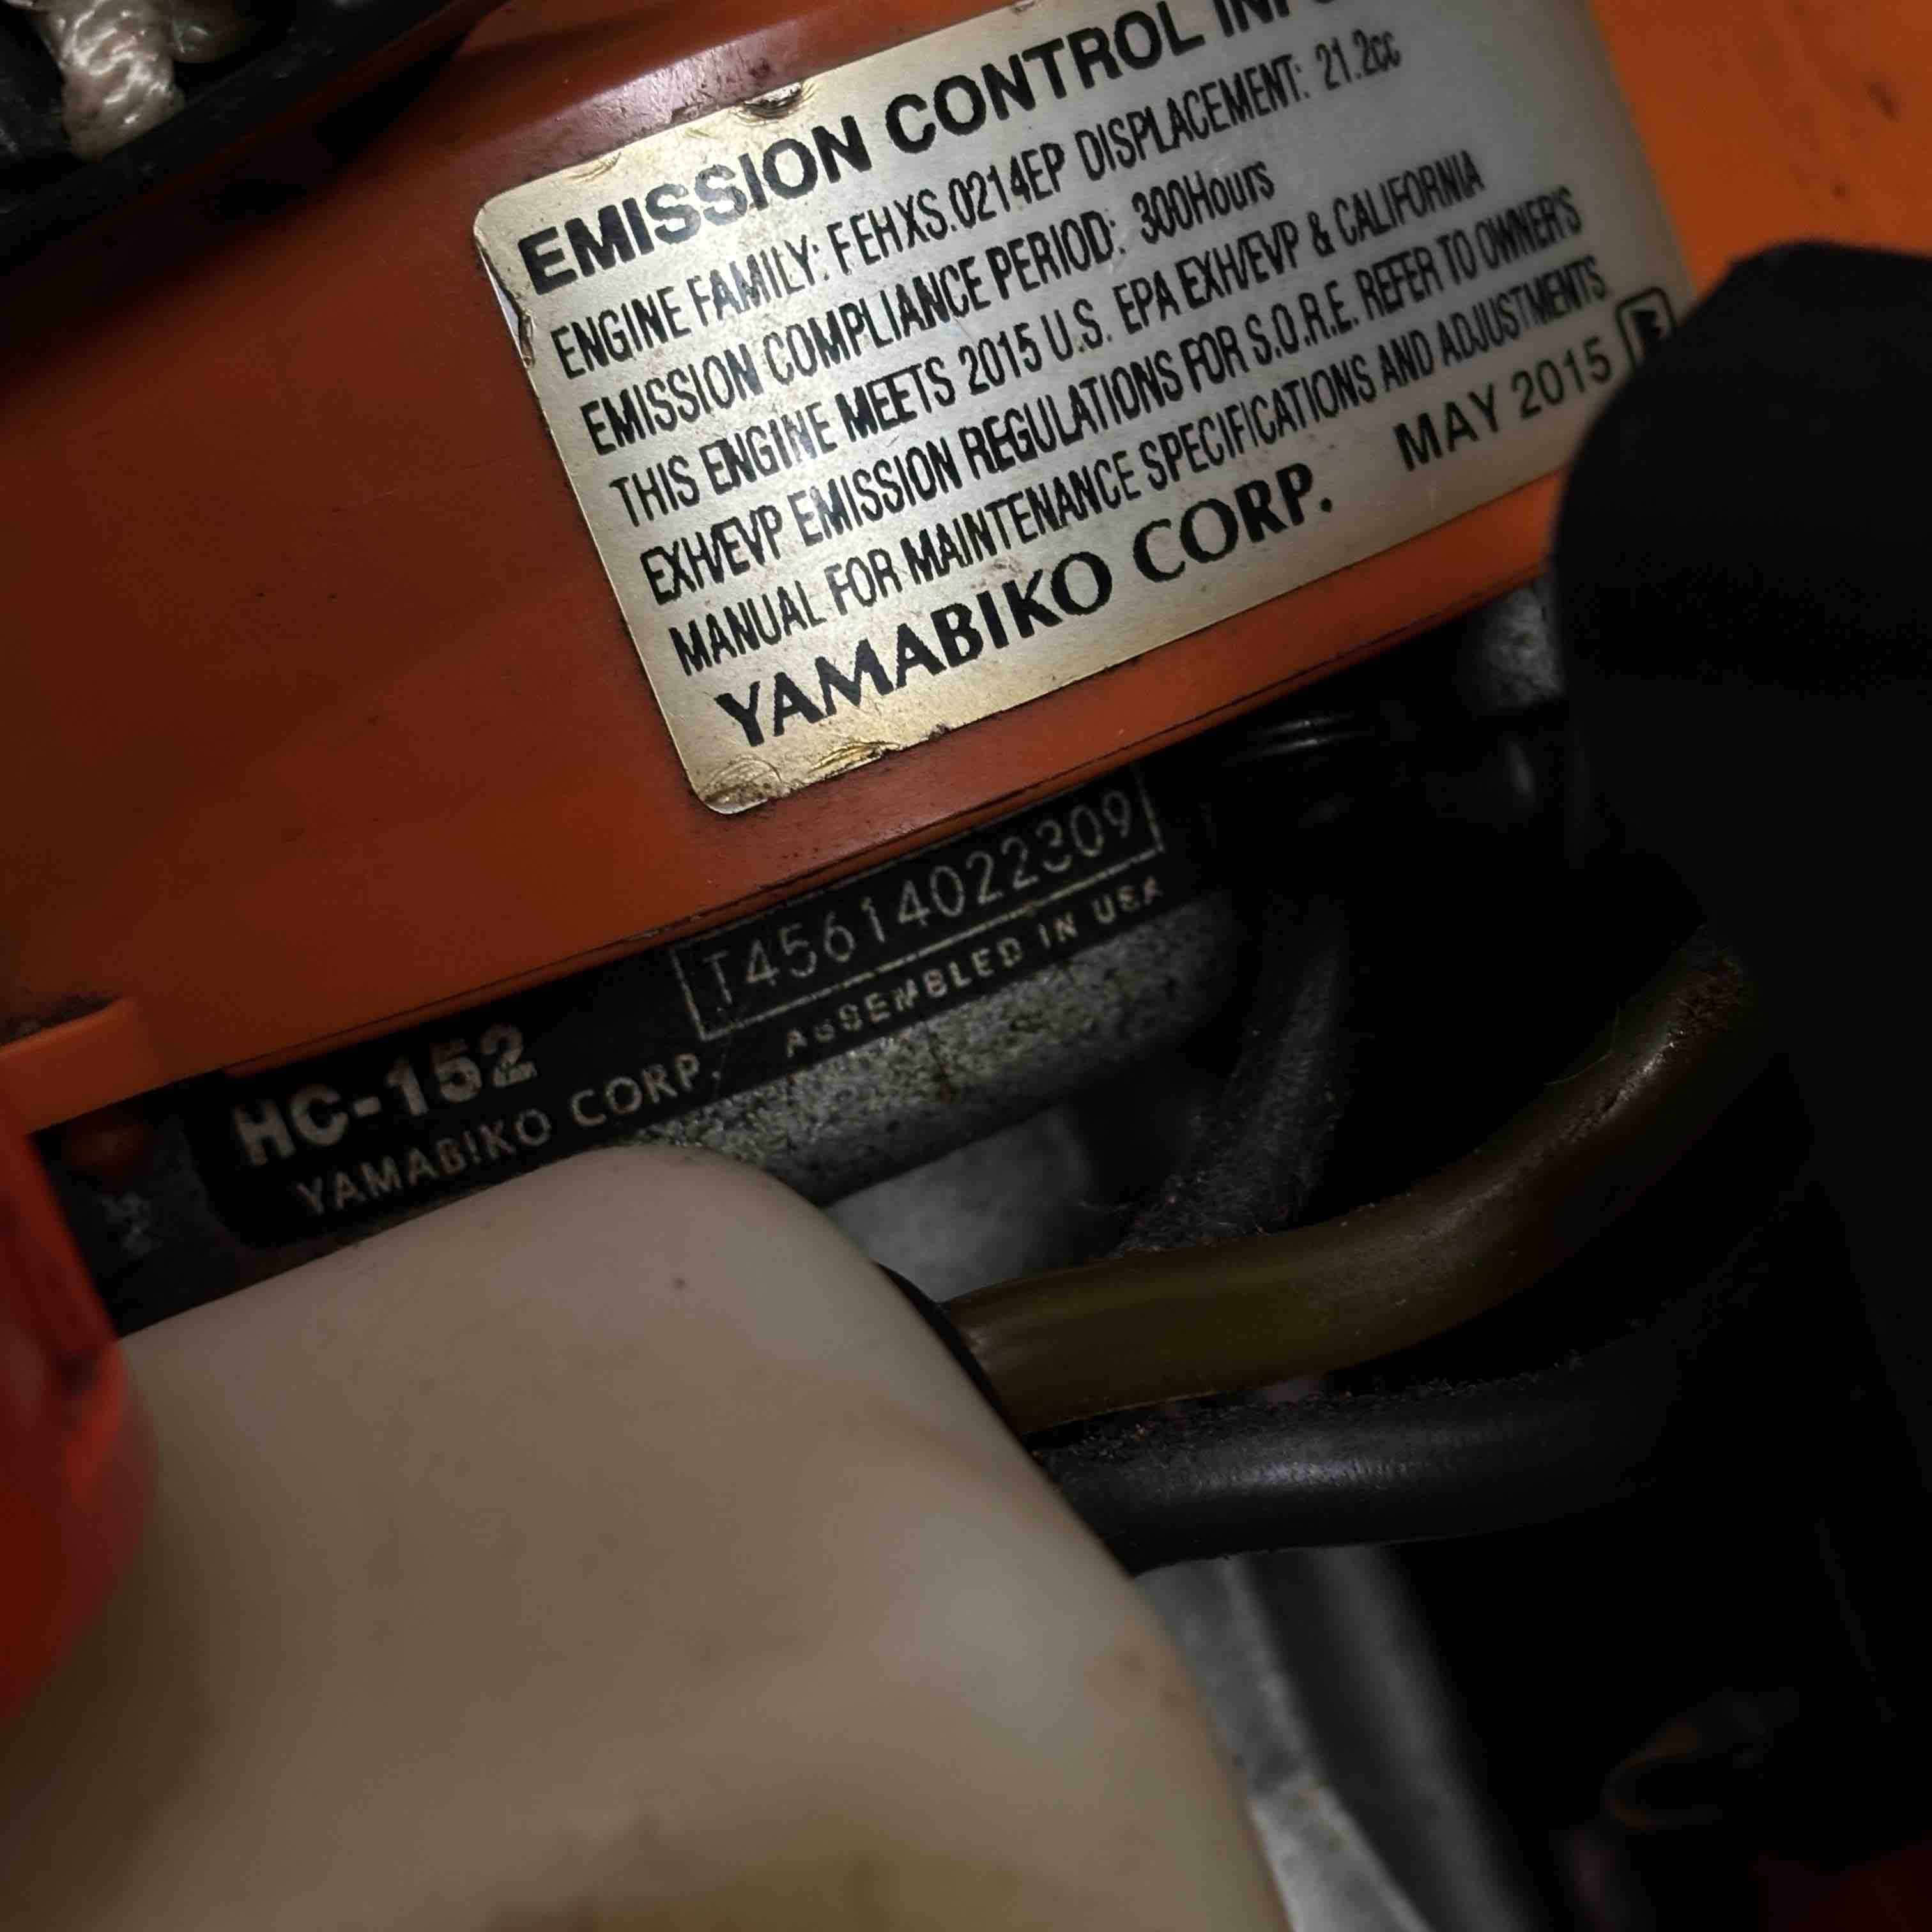 EMISSION CONTROL
ENGINE FAMILY: FEHXS.0214EP DISPLACEMENT: 21.2cc
EMISSION COMPLIANCE PERIOD: 300Hours
THIS ENGINE MEETS 2015 U.S. EPA EXH/EVP & CALIFORNIA
EXH/EVP EMISSION REGULATIONS FOR S.O.R.E. REFER TO OWNER'S
MANUAL FOR MAINTENANCE SPECIFICATIONS AND ADJUSTMENTS
YAMABIKO CORP. MAY 2015
T45614022309
HC-152
YAMABIKO CORP. ASSEMBLED IN USA